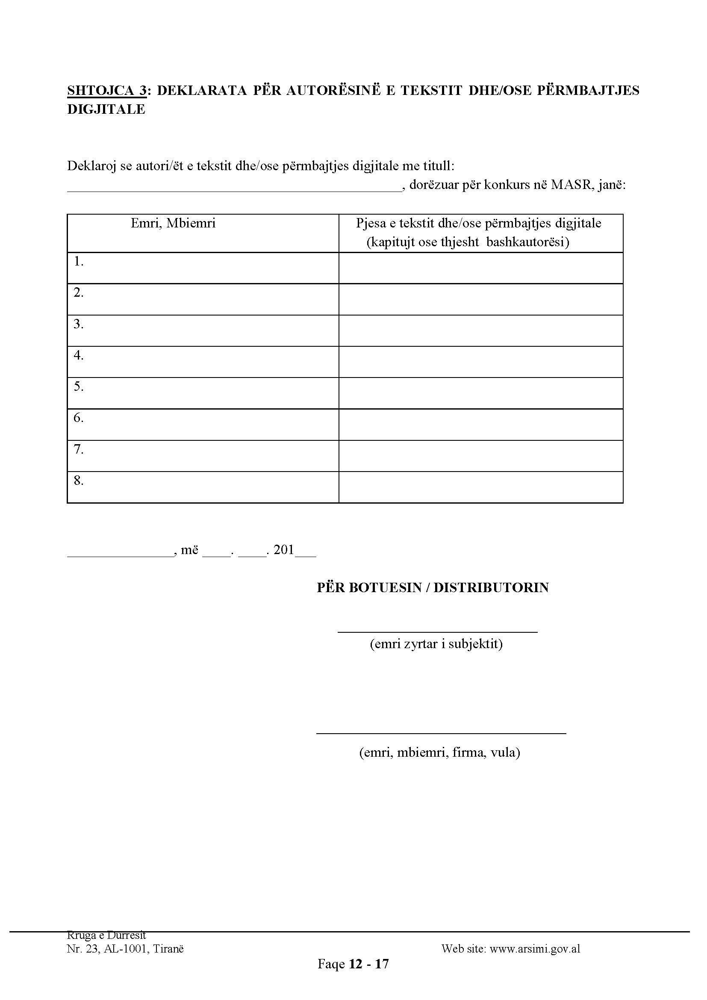 SHTOJCA 3: DEKLARATA PËR AUTORËSINË E TEKSTIT DHE/OSE PËRMBAJTJES
DIGJITALE
Deklaroj se autori/ët e tekstit dhe/ose përmbajtjes digjitale me titull:
_______________________________________________, dorëzuar për konkurs në MASR, janë:
Emri, Mbiemri
Pjesa e tekstit dhe/ose përmbajtjes digjitale
(kapitujt ose thjesht bashkautorësi)
1.
2.
3.
4.
5.
6.
7.
8.
_______________, më ____. ____. 201___
PËR BOTUESIN / DISTRIBUTORIN
____________________________
(emri zyrtar i subjektit)
___________________________________
(emri, mbiemri, firma, vula)
Rruga e Durresit
Nr. 23, AL-1001, Tiranë Web site: www.arsimi.gov.al
Faqe 12 - 17